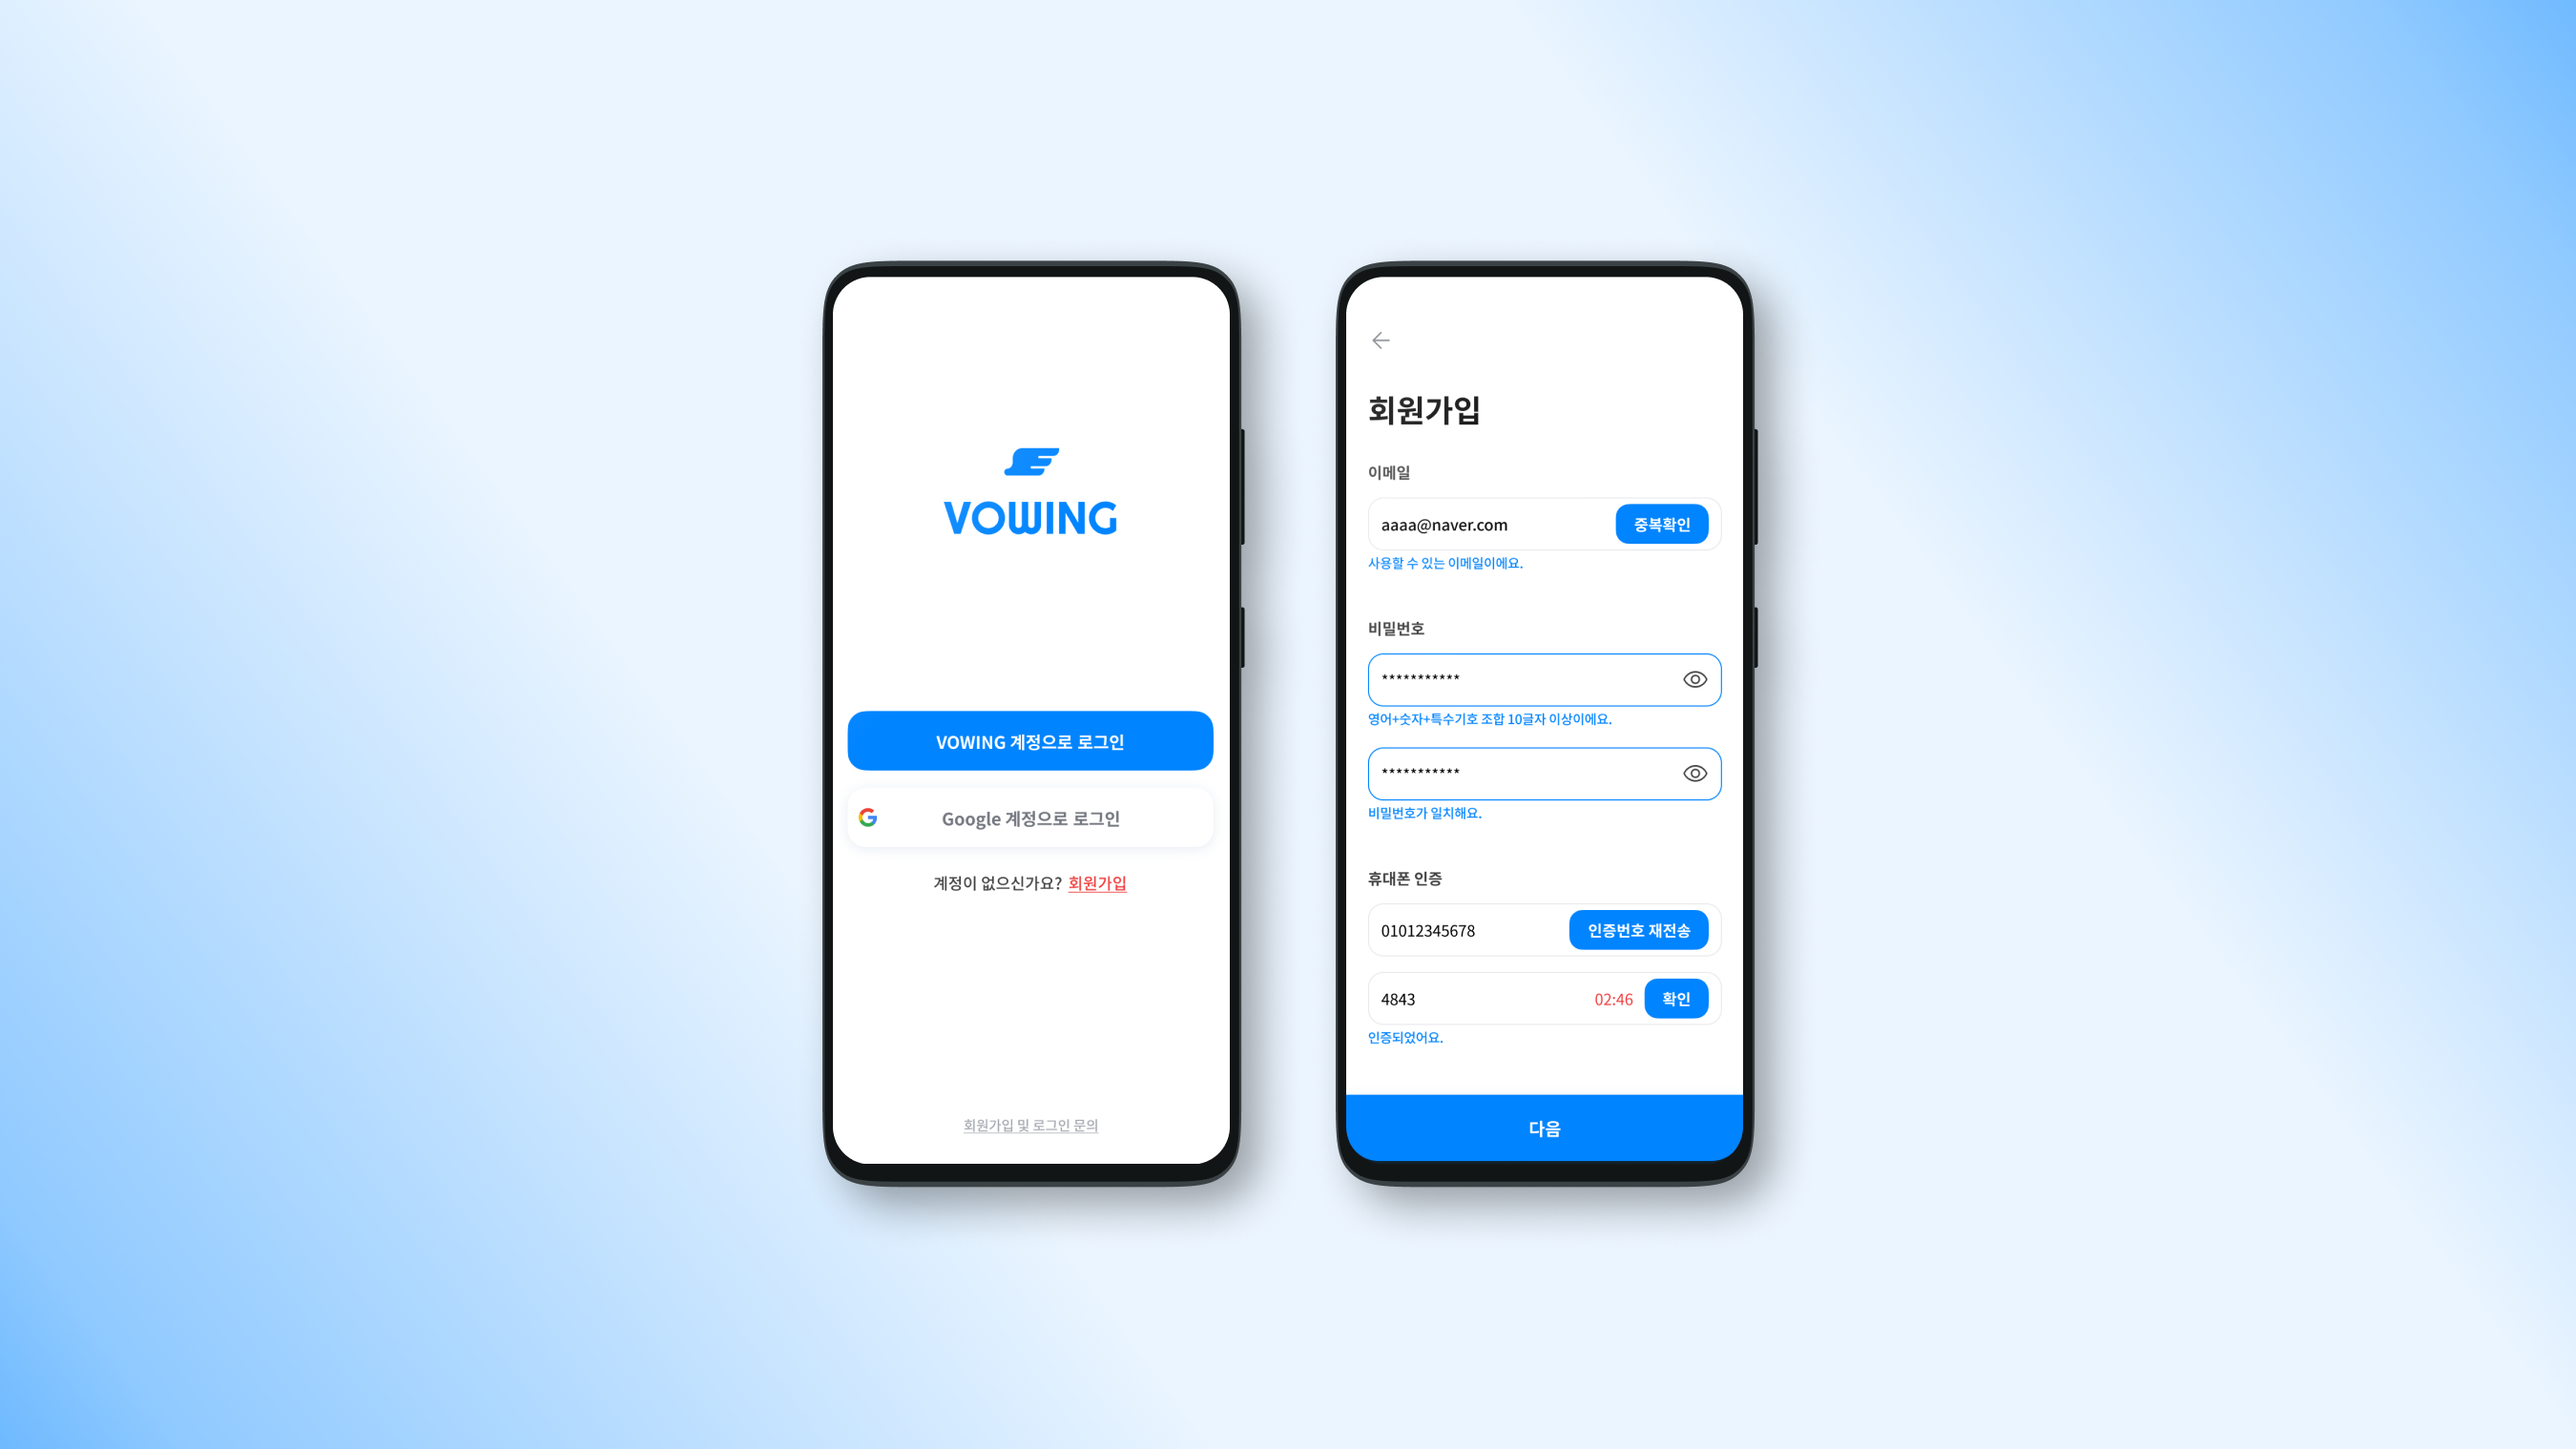 VOWING
VOWING 계정으로 로그인
Google 계정으로 로그인
계정이 없으신가요? 회원가입
회원가입 및 로그인 문의
회원가입
이메일
aaaa@naver.com 중복확인
사용할 수 있는 이메일이에요.
비밀번호
***********
영어+숫자+특수기호 조합 10글자 이상이에요.
***********
비밀번호가 일치해요.
휴대폰 인증
01012345678 인증번호 재전송
4843 02:46 확인
인증되었어요.
다음